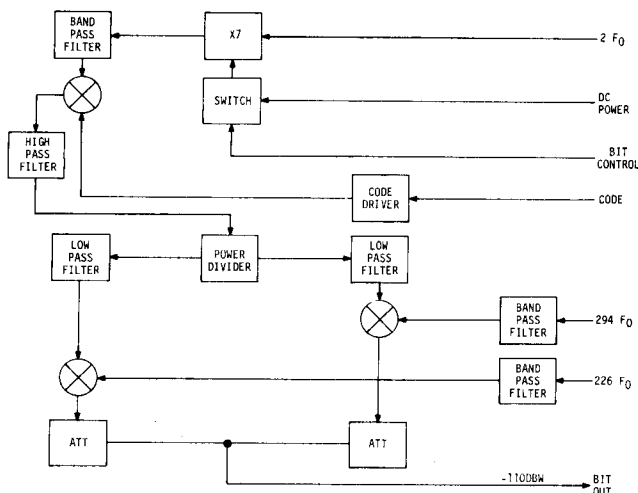 BAND
PASS
FILTER
X7
2 F0
SWITCH
DC
POWER
HIGH
PASS
FILTER
BIT
CONTROL
CODE
DRIVER
CODE
LOW
PASS
FILTER
POWER
DIVIDER
LOW
PASS
FILTER
BAND
PASS
FILTER
294 F0
BAND
PASS
FILTER
226 F0
ATT
ATT
-110DBW
BIT
OUT